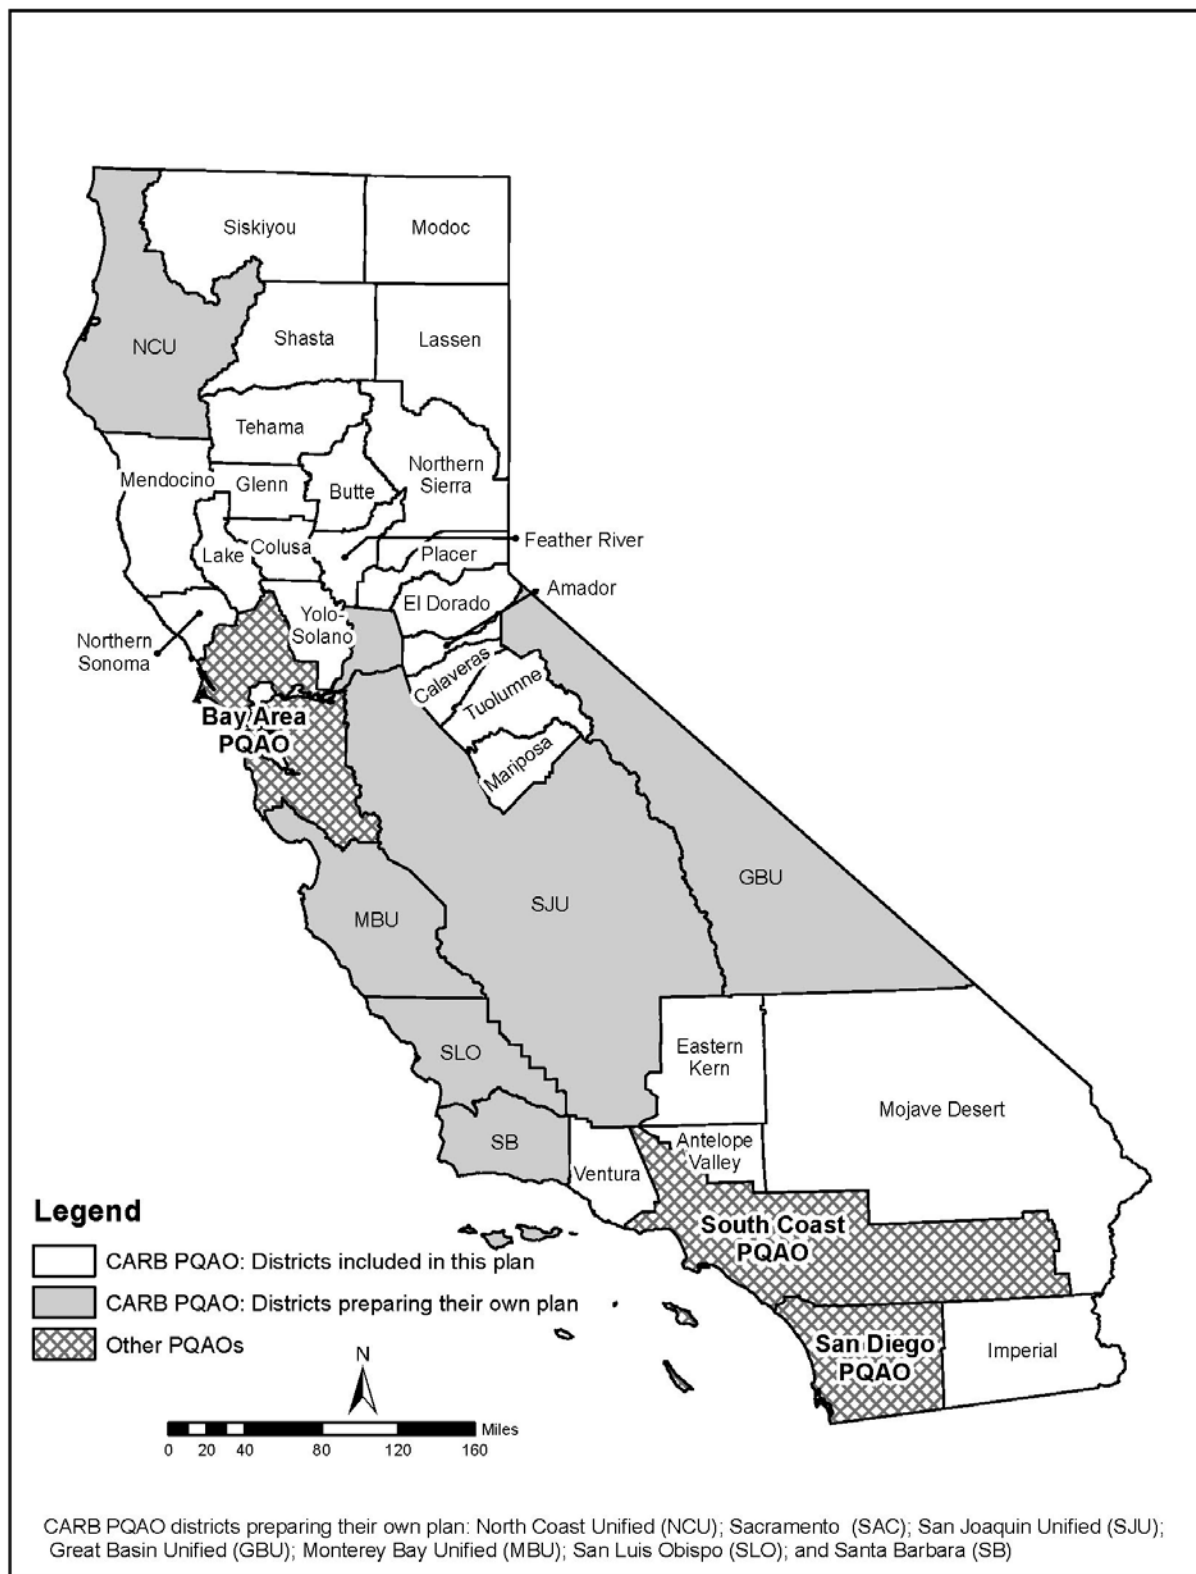 Siskiyou
Modoc
NCU
Shasta
Lassen
Tehama
Mendocino
Glenn
Butte
Northern
Sierra
Lake
Colusa
Feather River
Placer
Amador
El Dorado
Yolo-
Solano
Northern
Sonoma
Calaveras
Tuolumne
Mariposa
Bay Area
PQAO
MBU
SJU
GBU
SLO
Eastern
Kern
Mojave Desert
SB
Ventura
Antelope
Valley
South Coast
PQAO
San Diego
PQAO
Imperial
Legend
CARB PQAO: Districts included in this plan
CARB PQAO: Districts preparing their own plan
Other PQAOs
N
Miles
0 20 40 80 120 160
CARB PQAO districts preparing their own plan: North Coast Unified (NCU); Sacramento (SAC); San Joaquin Unified (SJU);
Great Basin Unified (GBU); Monterey Bay Unified (MBU); San Luis Obispo (SLO); and Santa Barbara (SB)